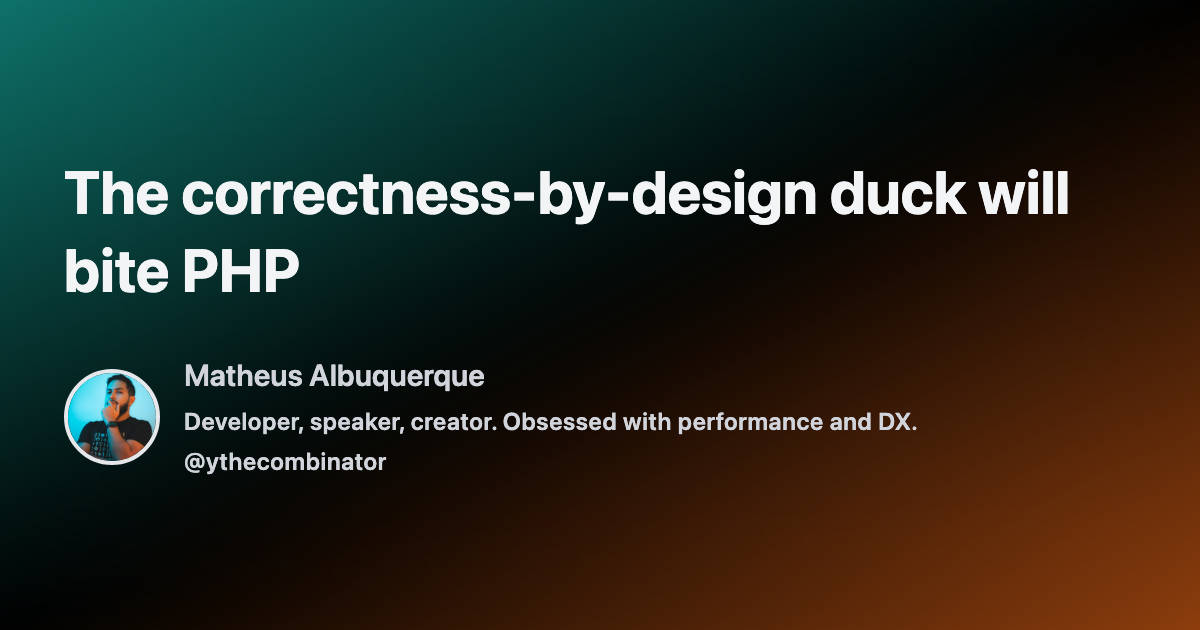 The correctness-by-design duck will
bite PHP
Matheus Albuquerque
Developer, speaker, creator. Obsessed with performance and DX.
@ythecombinator